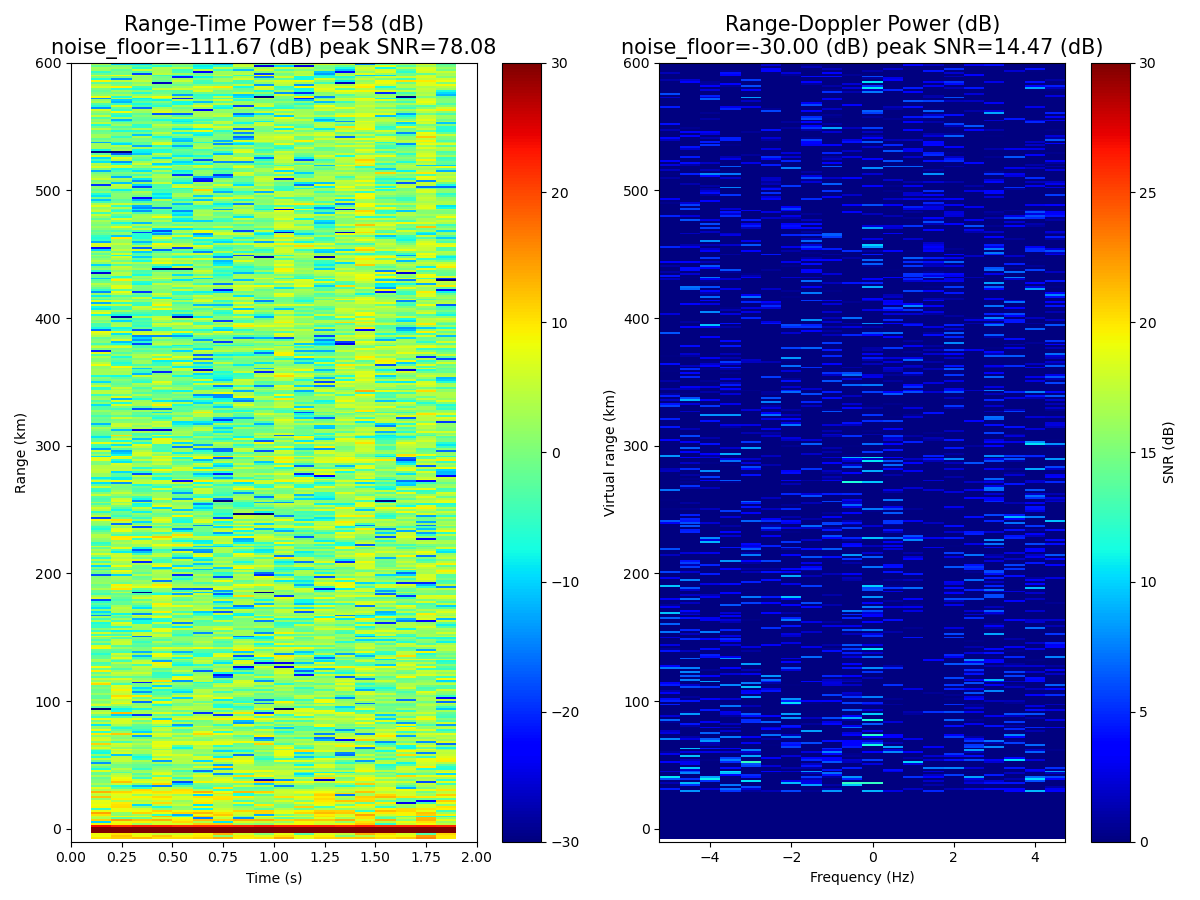 Range-Time Power f=58 (dB)
noise_floor=-111.67 (dB) peak SNR=78.08
600
500
400
300
200
100
0
Range (km)
0.00 0.25 0.50 0.75 1.00 1.25 1.50 1.75 2.00
Time (s)
30
20
10
0
−10
−20
−30
Range-Doppler Power (dB)
noise_floor=-30.00 (dB) peak SNR=14.47 (dB)
600
500
400
300
200
100
0
Virtual range (km)
−4 −2 0 2 4
Frequency (Hz)
30
25
20
15
10
5
0
SNR (dB)